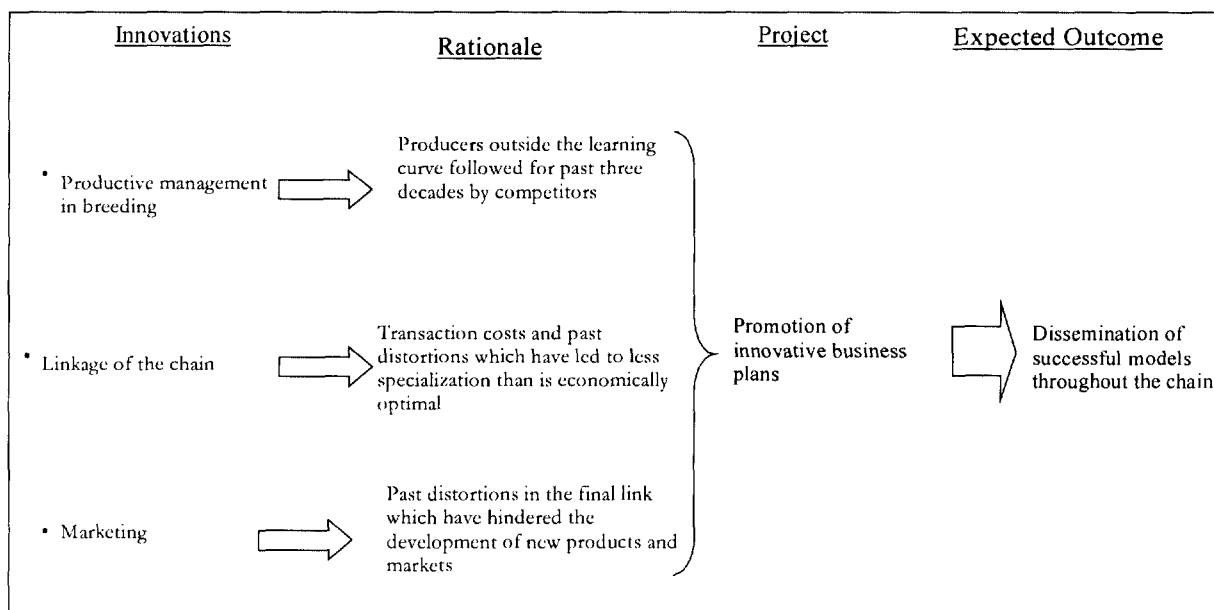 Innovations
Rationale
Project
Expected Outcome
• Productive management
in breeding
Producers outside the learning
curve followed for past three
decades by competitors
• Linkage of the chain
Transaction costs and past
distortions which have led to less
specialization than is economically
optimal
Promotion of
innovative business
plans
Dissemination of
successful models
throughout the chain
• Marketing
Past distortions in the final link
which have hindered the
development of new products and
markets